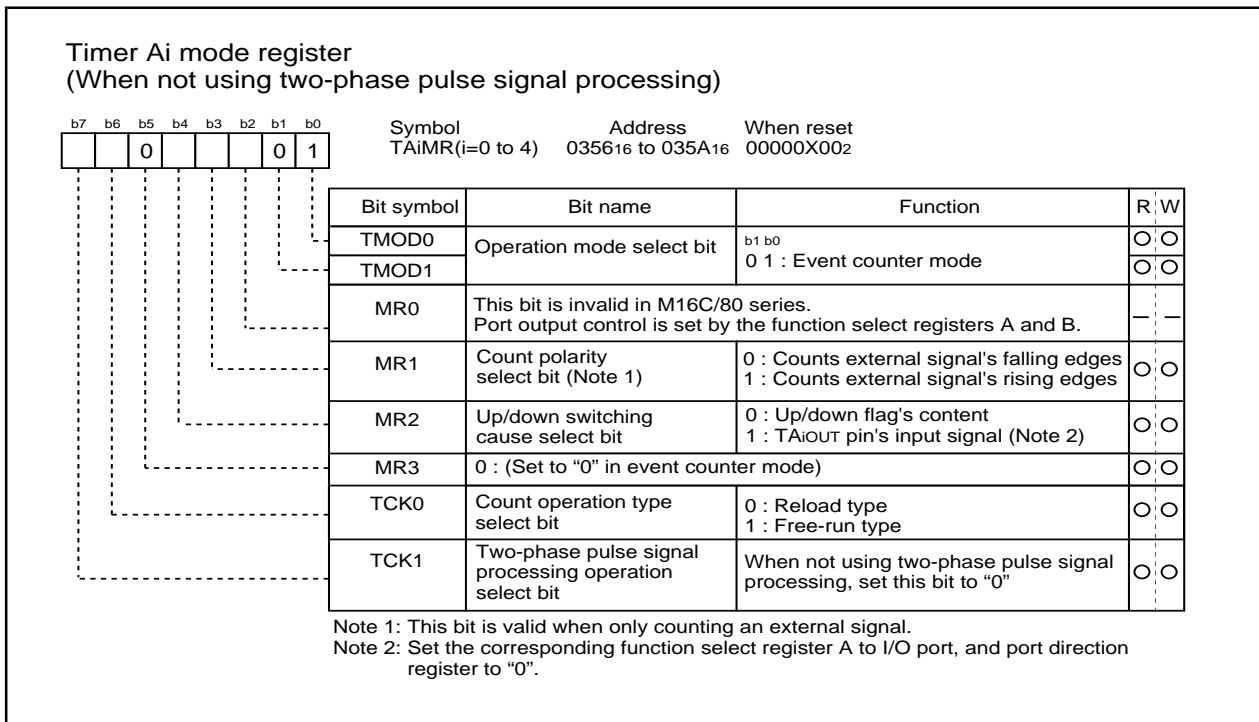 Timer Ai mode register
(When not using two-phase pulse signal processing)
b7 b6 b5 b4 b3 b2 b1 b0
0 0 1
Symbol Address When reset
TAiMR(i=0 to 4) 035616 to 035A16 00000X002
Bit symbol Bit name Function R W
TMOD0
TMOD1
Operation mode select bit
b1 b0
0 1 : Event counter mode
MR0
This bit is invalid in M16C/80 series.
Port output control is set by the function select registers A and B.
– –
MR1
Count polarity
select bit (Note 1)
0 : Counts external signal's falling edges
1 : Counts external signal's rising edges
MR2
Up/down switching
cause select bit
0 : Up/down flag's content
1 : TAiOUT pin's input signal (Note 2)
MR3
0 : (Set to “0” in event counter mode)
TCK0
Count operation type
select bit
0 : Reload type
1 : Free-run type
TCK1
Two-phase pulse signal
processing operation
select bit
When not using two-phase pulse signal
processing, set this bit to “0”
Note 1: This bit is valid when only counting an external signal.
Note 2: Set the corresponding function select register A to I/O port, and port direction
register to “0”.